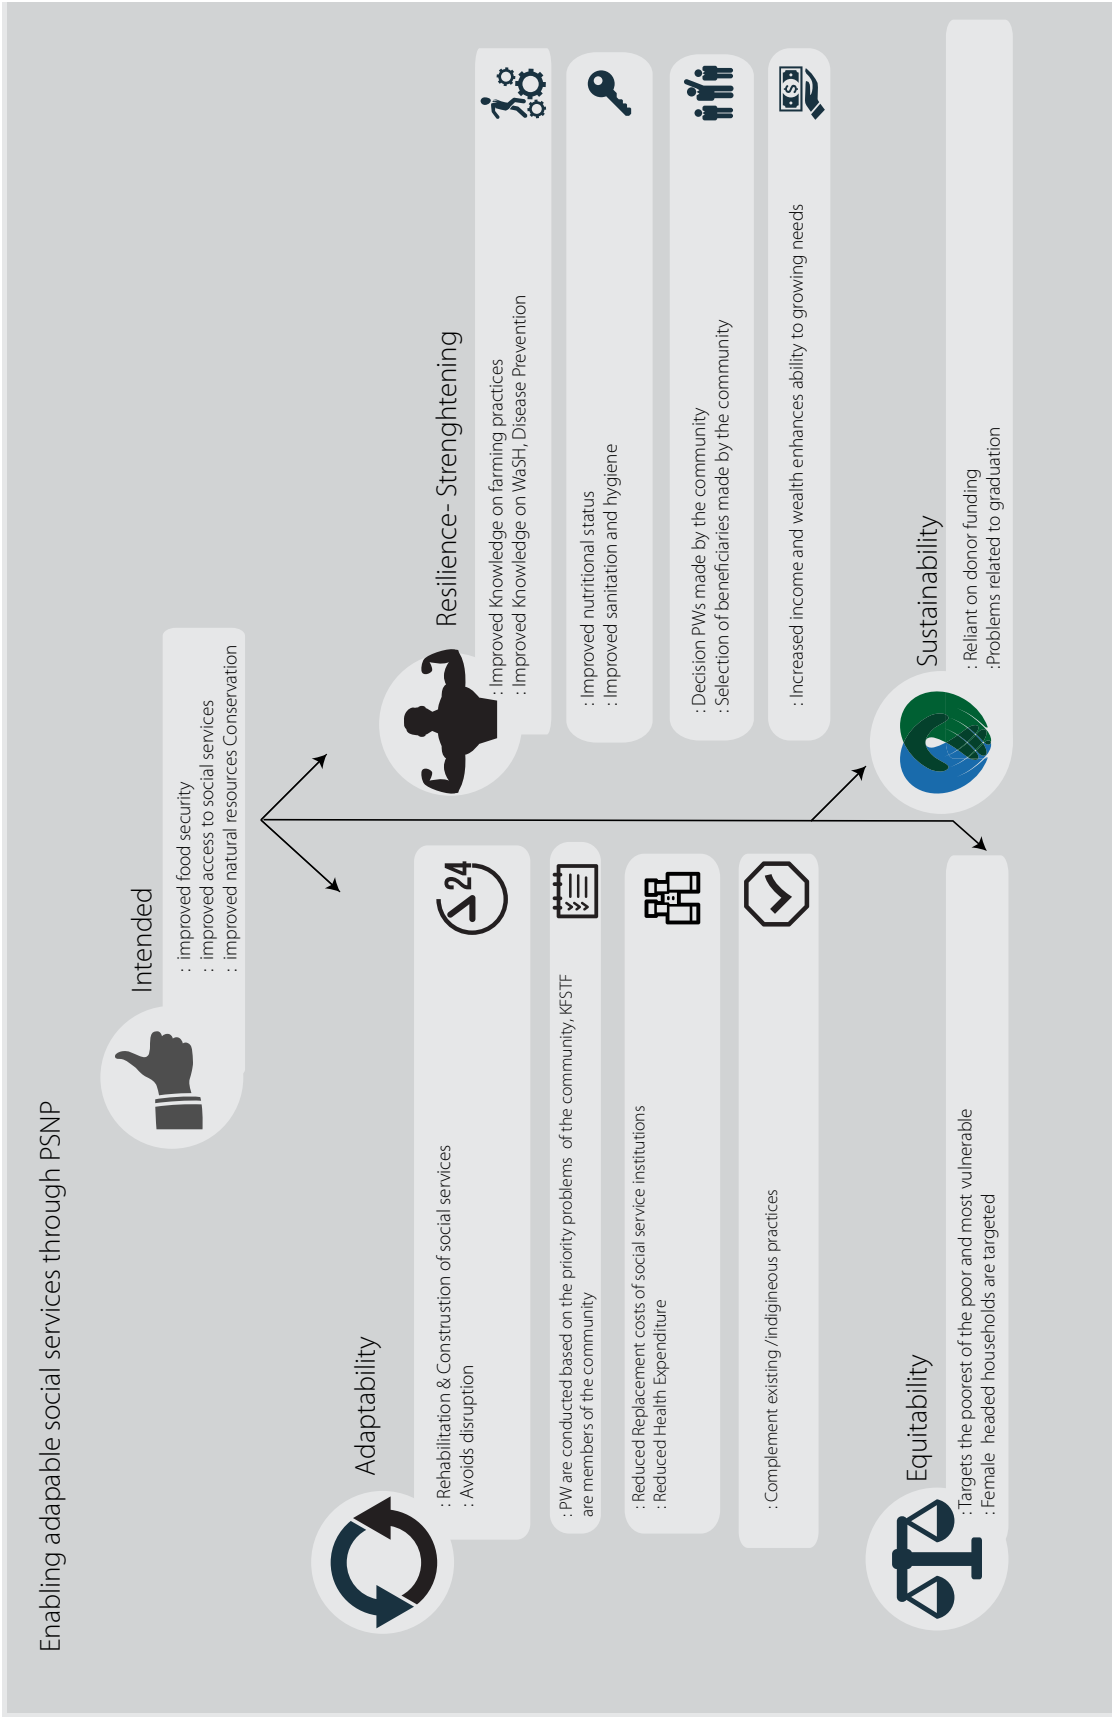 Enabling adapable social services through PSNP
Intended
: improved food security
: improved access to social services
: improved natural resources Conservation
Adaptability
: Rehabilitation & Construstion of social services
: Avoids disruption
24
: PW are conducted based on the priority problems of the community, KFSTF
are members of the community
: Reduced Replacement costs of social service institutions
: Reduced Health Expenditure
: Complement existing /indigineous practices
Resilience- Strenghtening
: Improved Knowledge on farming practices
: Improved Knowledge on WaSH, Disease Prevention
: Improved nutritional status
: Improved sanitation and hygiene
: Decision PWs made by the community
: Selection of beneficiaries made by the community
: Increased income and wealth enhances ability to growing needs
$
Equitability
: Targets the poorest of the poor and most vulnerable
: Female headed households are targeted
Sustainability
: Reliant on donor funding
:Problems related to graduation